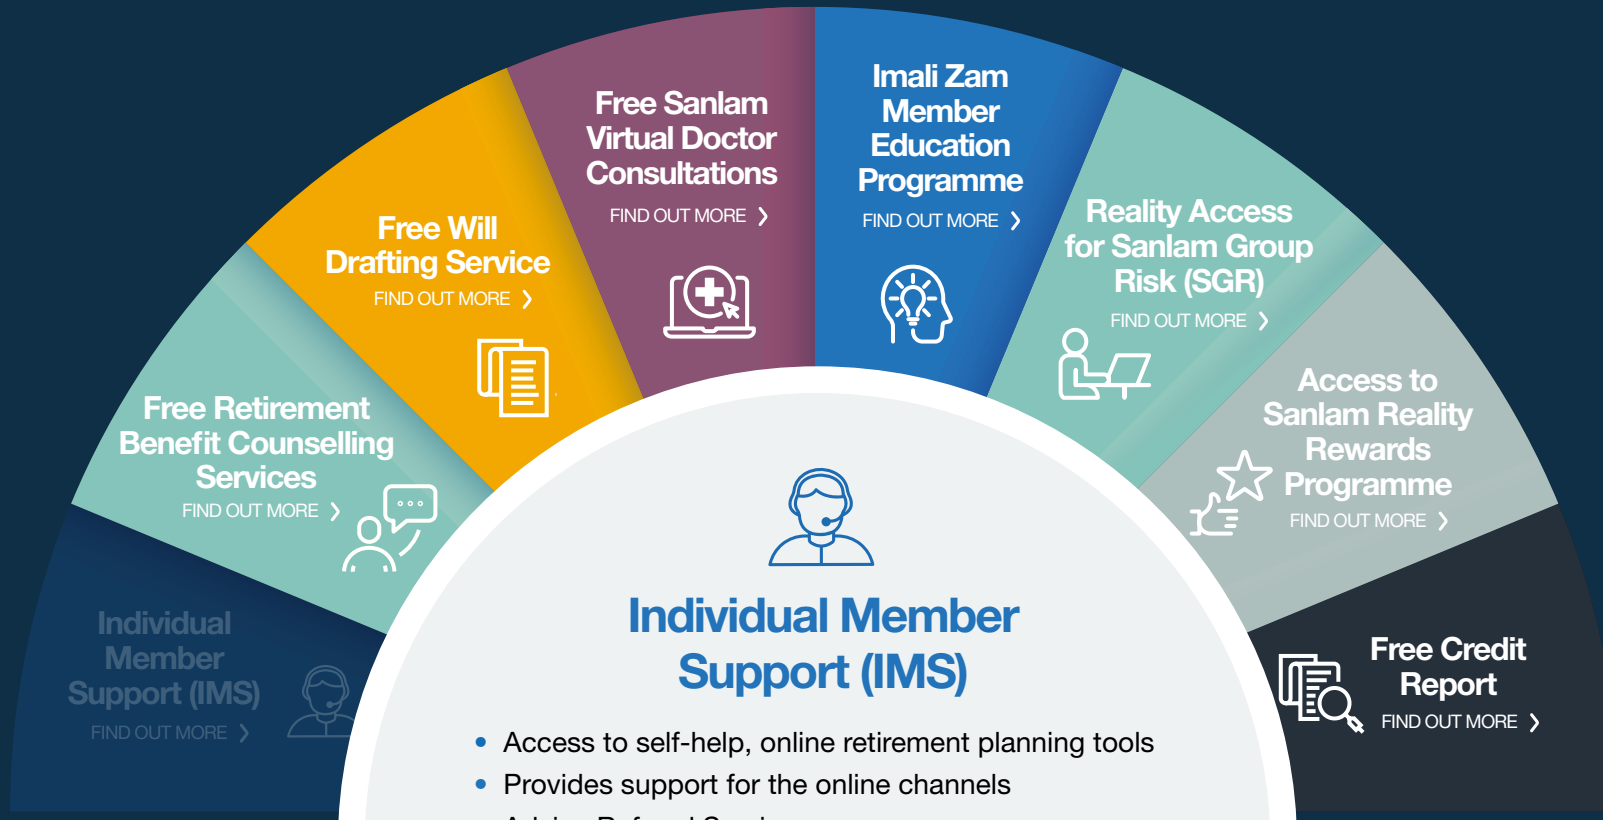 Individual
Member
Support (IMS)
FIND OUT MORE
Free Retirement
Benefit Counselling
Services
FIND OUT MORE
Free Will
Drafting Service
FIND OUT MORE
Free Sanlam
Virtual Doctor
Consultations
FIND OUT MORE
Imali Zam
Member
Education
Programme
FIND OUT MORE
Reality Access
for Sanlam Group
Risk (SGR)
FIND OUT MORE
Access to
Sanlam Reality
Rewards
Programme
FIND OUT MORE
Free Credit
Report
FIND OUT MORE
Individual Member
Support (IMS)
• Access to self-help, online retirement planning tools
• Provides support for the online channels